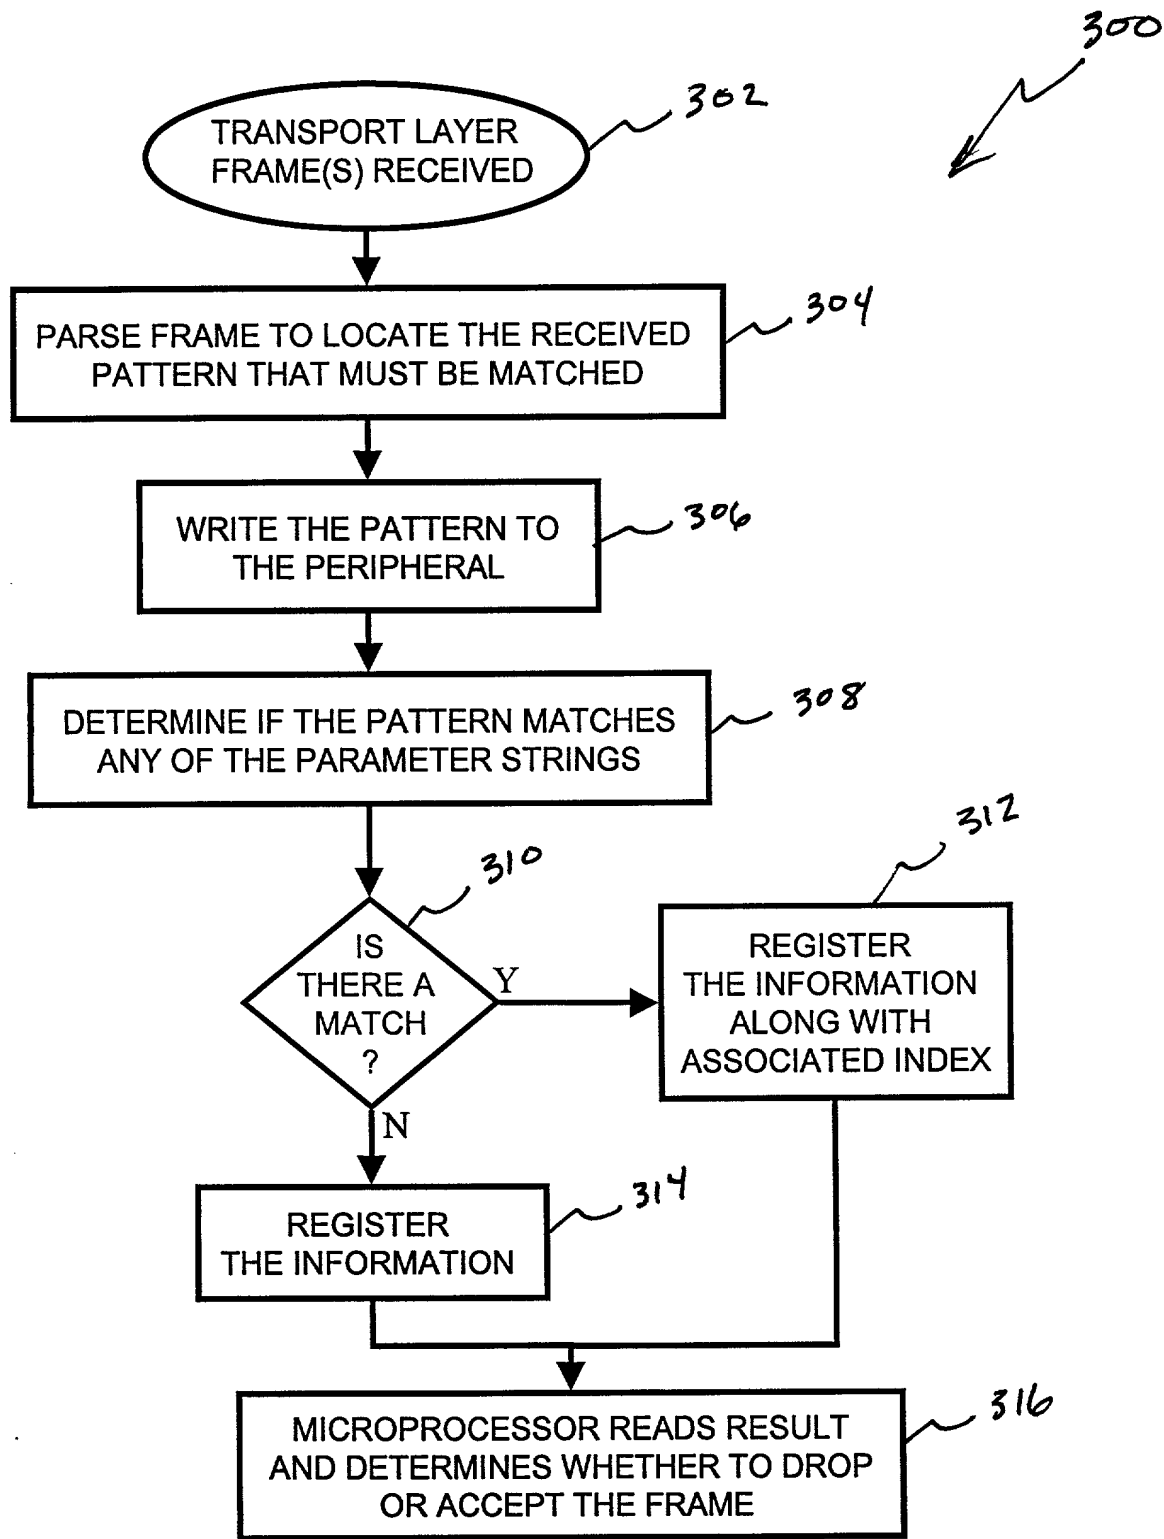 300
302
TRANSPORT LAYER
FRAME(S) RECEIVED
304
PARSE FRAME TO LOCATE THE RECEIVED
PATTERN THAT MUST BE MATCHED
306
WRITE THE PATTERN TO
THE PERIPHERAL
308
DETERMINE IF THE PATTERN MATCHES
ANY OF THE PARAMETER STRINGS
310
IS
THERE A
MATCH
?
Y
N
312
REGISTER
THE INFORMATION
ALONG WITH
ASSOCIATED INDEX
314
REGISTER
THE INFORMATION
316
MICROPROCESSOR READS RESULT
AND DETERMINES WHETHER TO DROP
OR ACCEPT THE FRAME